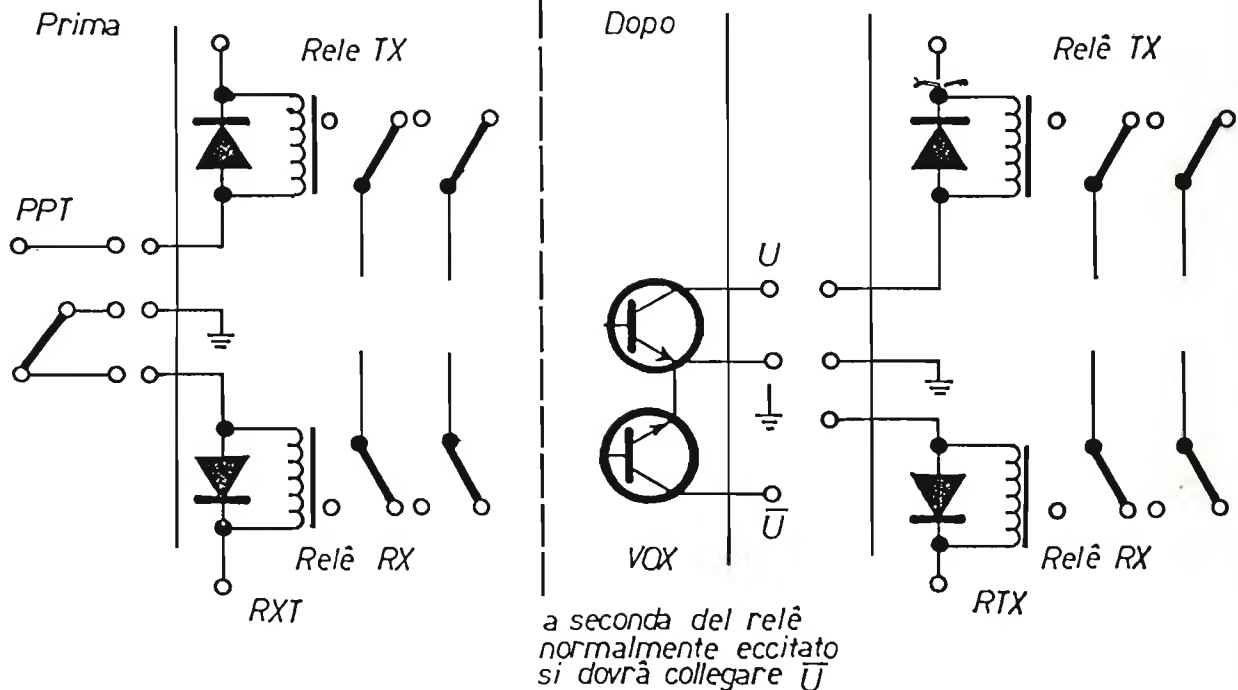 Prima
Rele TX
PPT
Relê RX
RXT
Dopo
Relê TX
U
U̅
VOX
Relê RX
RTX
a seconda del relê
normalmente eccitato
si dovrâ collegare U̅